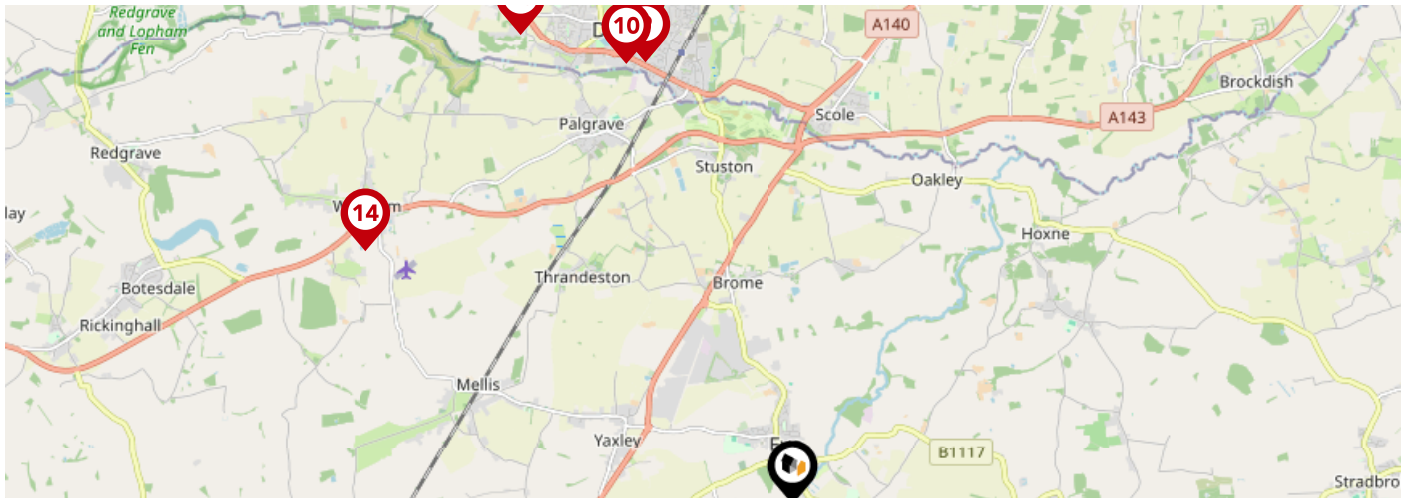 Redgrave
and Lopham
Fen
10
A140
Brockdish
A143
Scole
Palgrave
Redgrave
Stuston
Oakley
14
Hoxne
Thrandeston
Brome
Botesdale
Rickinghall
Mellis
Yaxley
B1117
Stradbro